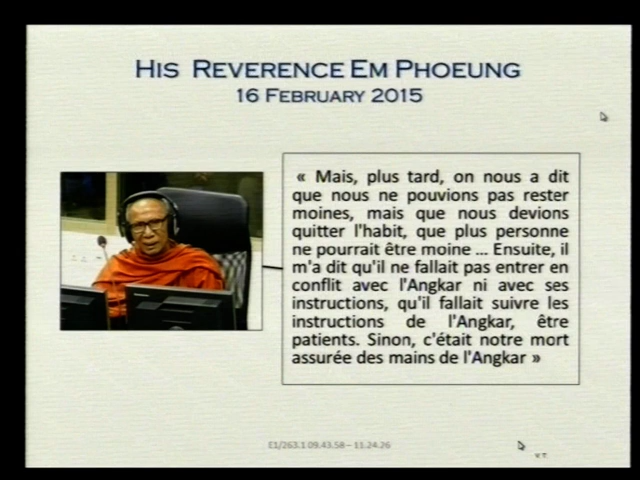 HIS REVERENCE EM PHOEUNG
16 FEBRUARY 2015
« Mais, plus tard, on nous a dit
que nous ne pouvions pas rester
moines, mais que nous devions
quitter l'habit, que plus personne
ne pourrait être moine ... Ensuite, il
m'a dit qu'il ne fallait pas entrer en
conflit avec l'Angkar ni avec ses
instructions, qu'il fallait suivre les
instructions de l'Angkar, être
patients. Sinon, c'était notre mort
assurée des mains de l'Angkar »
E1/263.1 09.43.58 – 11.24.26